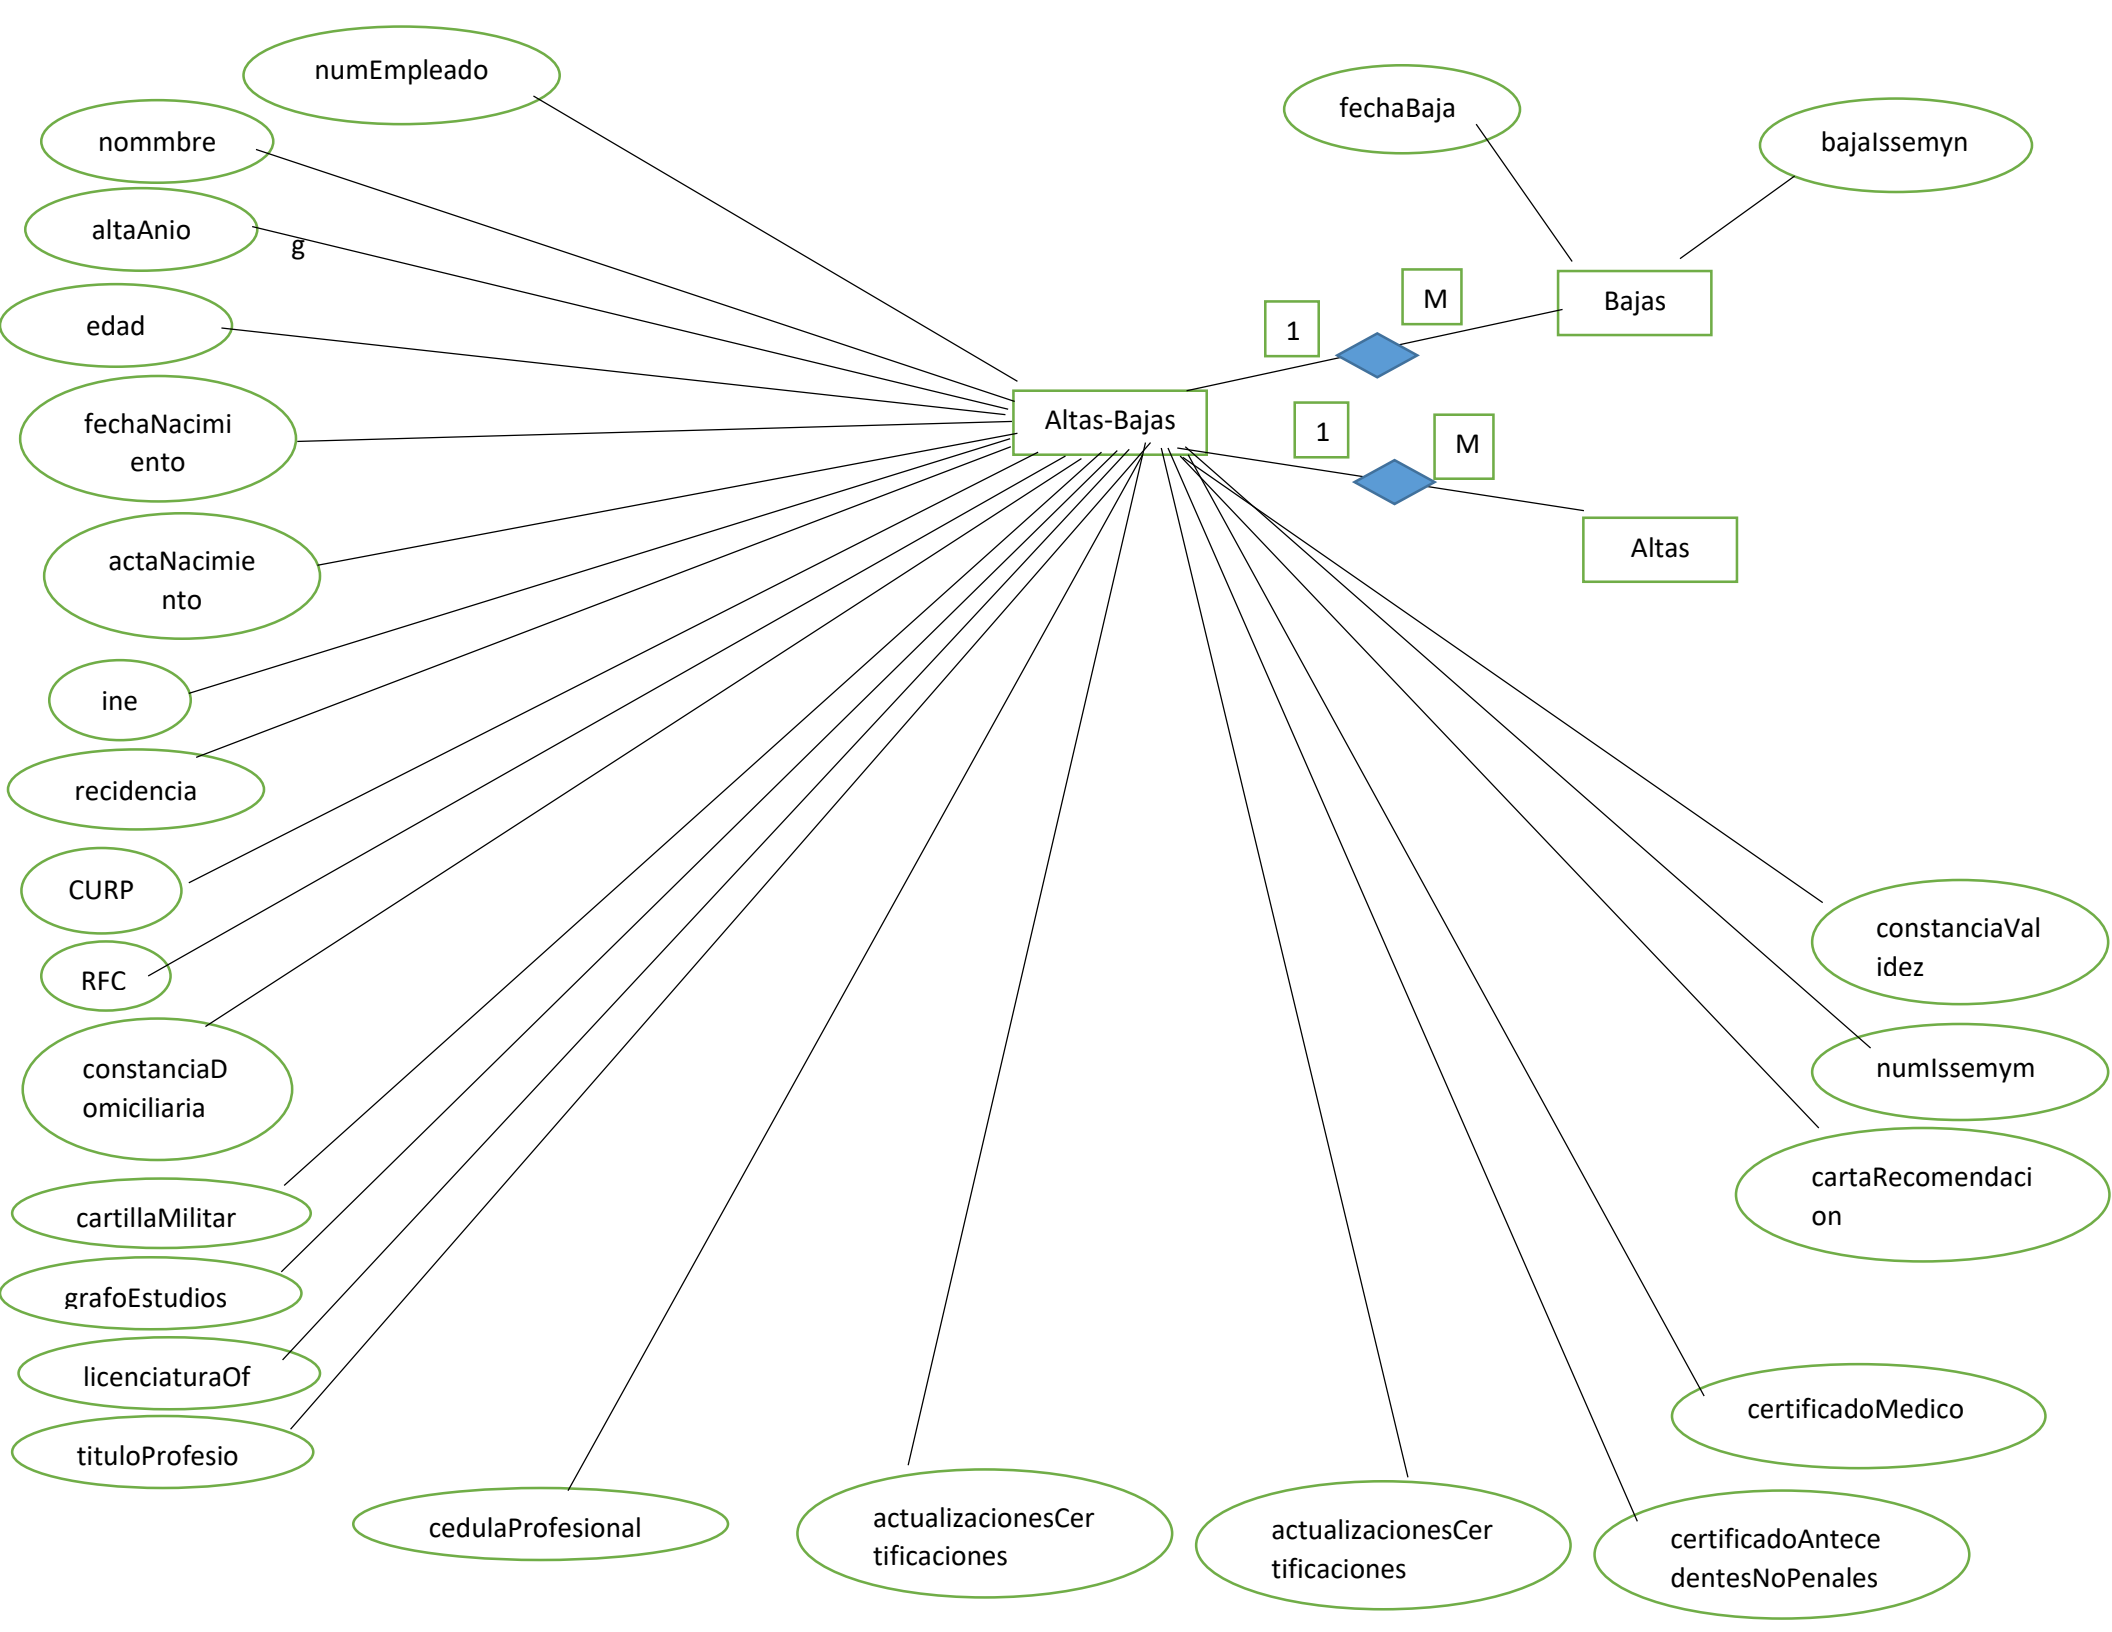 numEmpleado
fechaBaja
bajaIssemyn
nommbre
altaAnio
g
edad
1
M
Bajas
fechaNacimi
ento
Altas-Bajas
1
M
actaNacimie
nto
Altas
ine
recidencia
CURP
RFC
constanciaVal
idez
constanciaD
omiciliaria
numIssemym
cartaRecomendaci
on
cartillaMilitar
grafoEstudios
licenciaturaOf
tituloProfesio
certificadoMedico
cedulaProfesional
actualizacionesCer
tificaciones
actualizacionesCer
tificaciones
certificadoAntece
dentesNoPenales